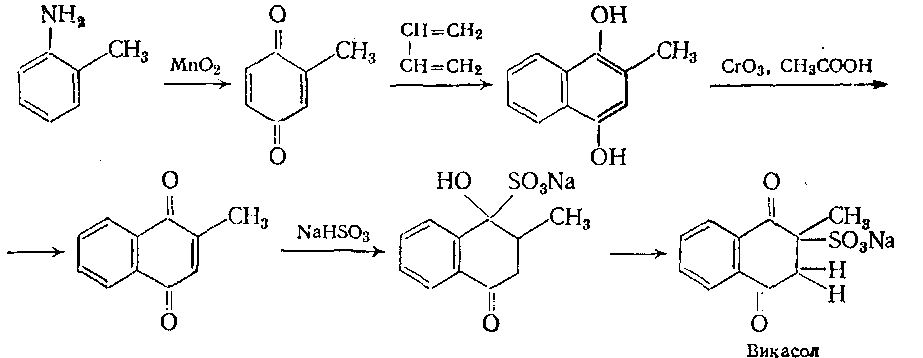 NH₂
CH₃
MnO₂
O
CH₃
O
CH=CH₂
CH=CH₂
OH
CH₃
OH
CrO₃, CH₃COOH
O
CH₃
O
NaHSO₃
HO SO₃Na
CH₃
O
O
CH₃
SO₃Na
H
H
O
Викасол